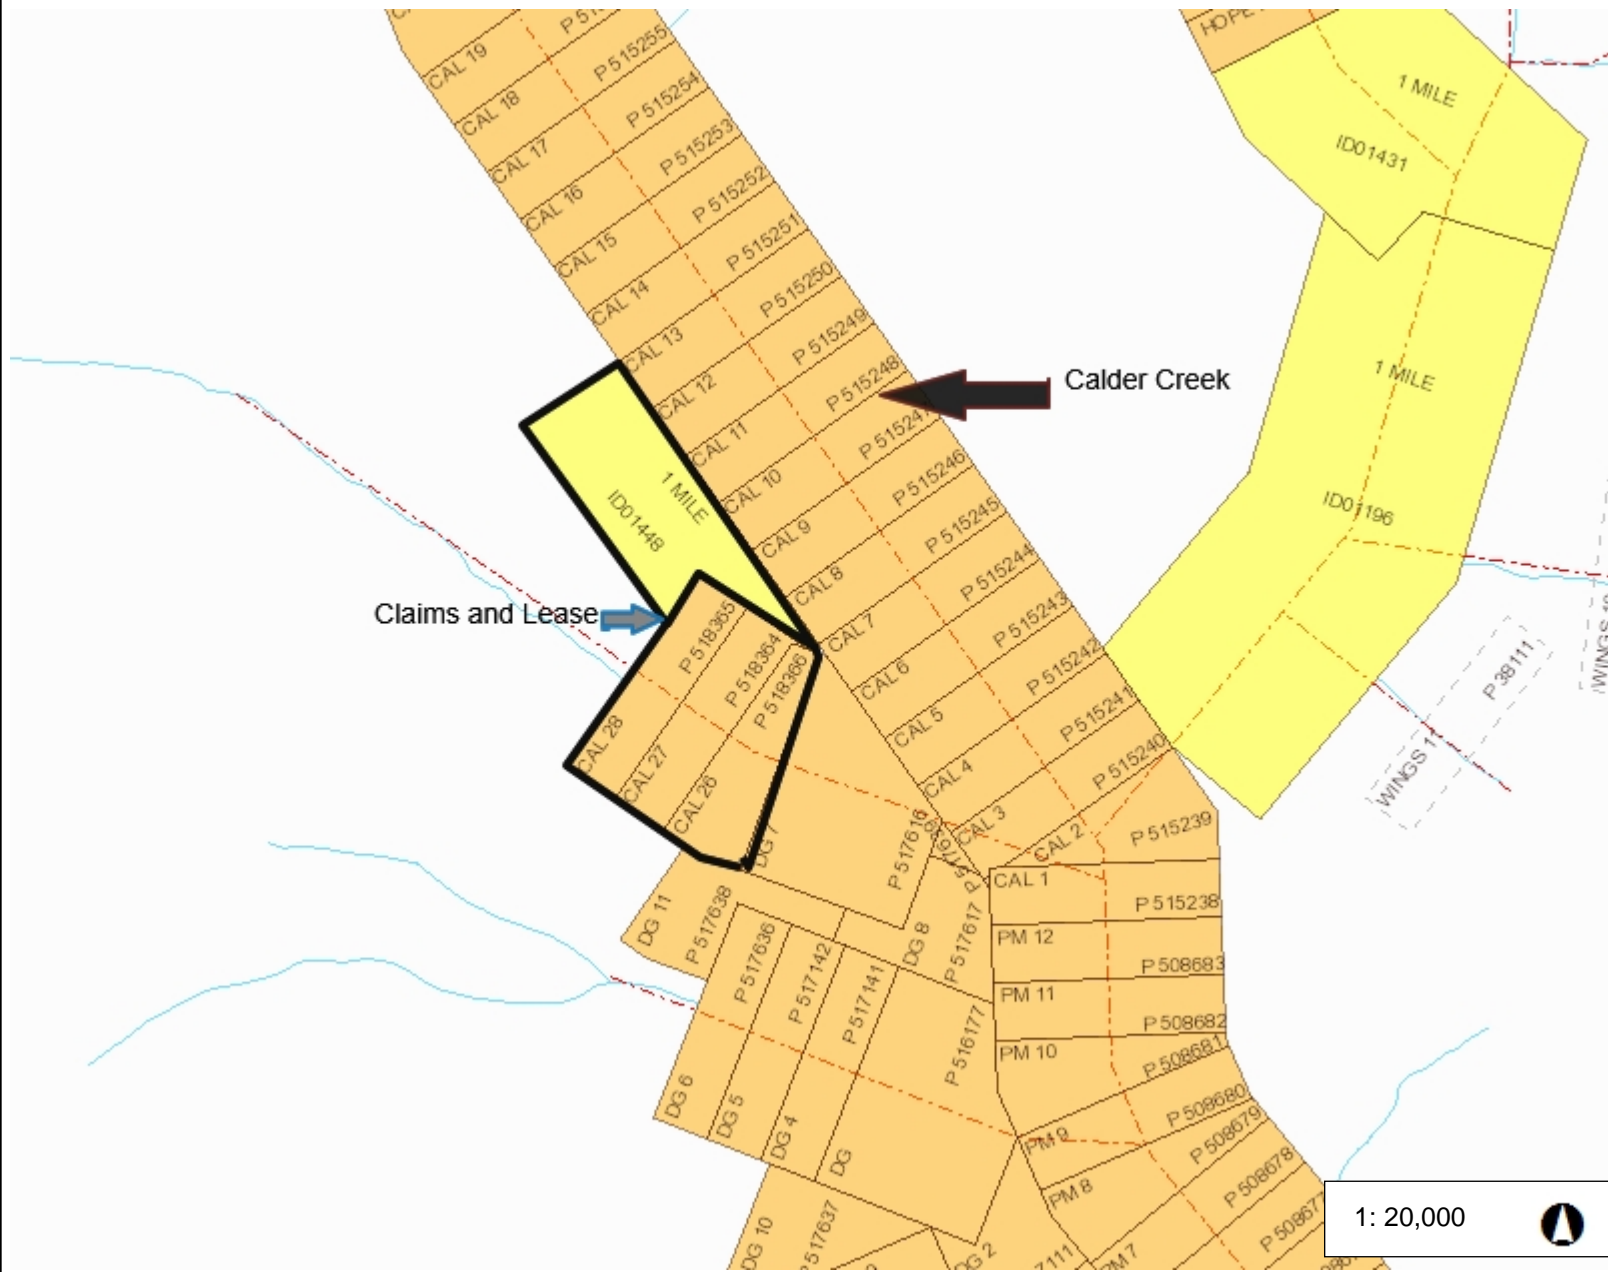 CAL 19
P 515255
CAL 18
P 515254
CAL 17
P 515253
CAL 16
P 515252
CAL 15
P 515251
CAL 14
P 515250
CAL 13
P 515249
CAL 12
P 515248
CAL 11
CAL 10
P 515246
CAL 9
P 515245
CAL 8
P 515244
CAL 7
P 515243
CAL 6
P 515242
CAL 5
P 515241
CAL 4
P 515240
CAL 3
CAL 2
P 515239
CAL 1
P 515238
PM 12
P 508683
PM 11
P 508682
PM 10
P 508681
PM 9
P 508680
P 508679
PM 8
P 508678
PM 7
1 MILE
ID01431
1 MILE
ID01196
Calder Creek
1 MILE
ID01448
Claims and Lease
P 518365
P 518364
P 518366
CAL 28
CAL 27
CAL 26
DG 7
P 517616
DG 11
P 517638
DG 8
P 517617
P 517636
P 517142
P 517141
P 516177
DG 6
DG 5
DG 4
DG
DG 10
DG 2
P 38111
WINGS 11
1: 20,000